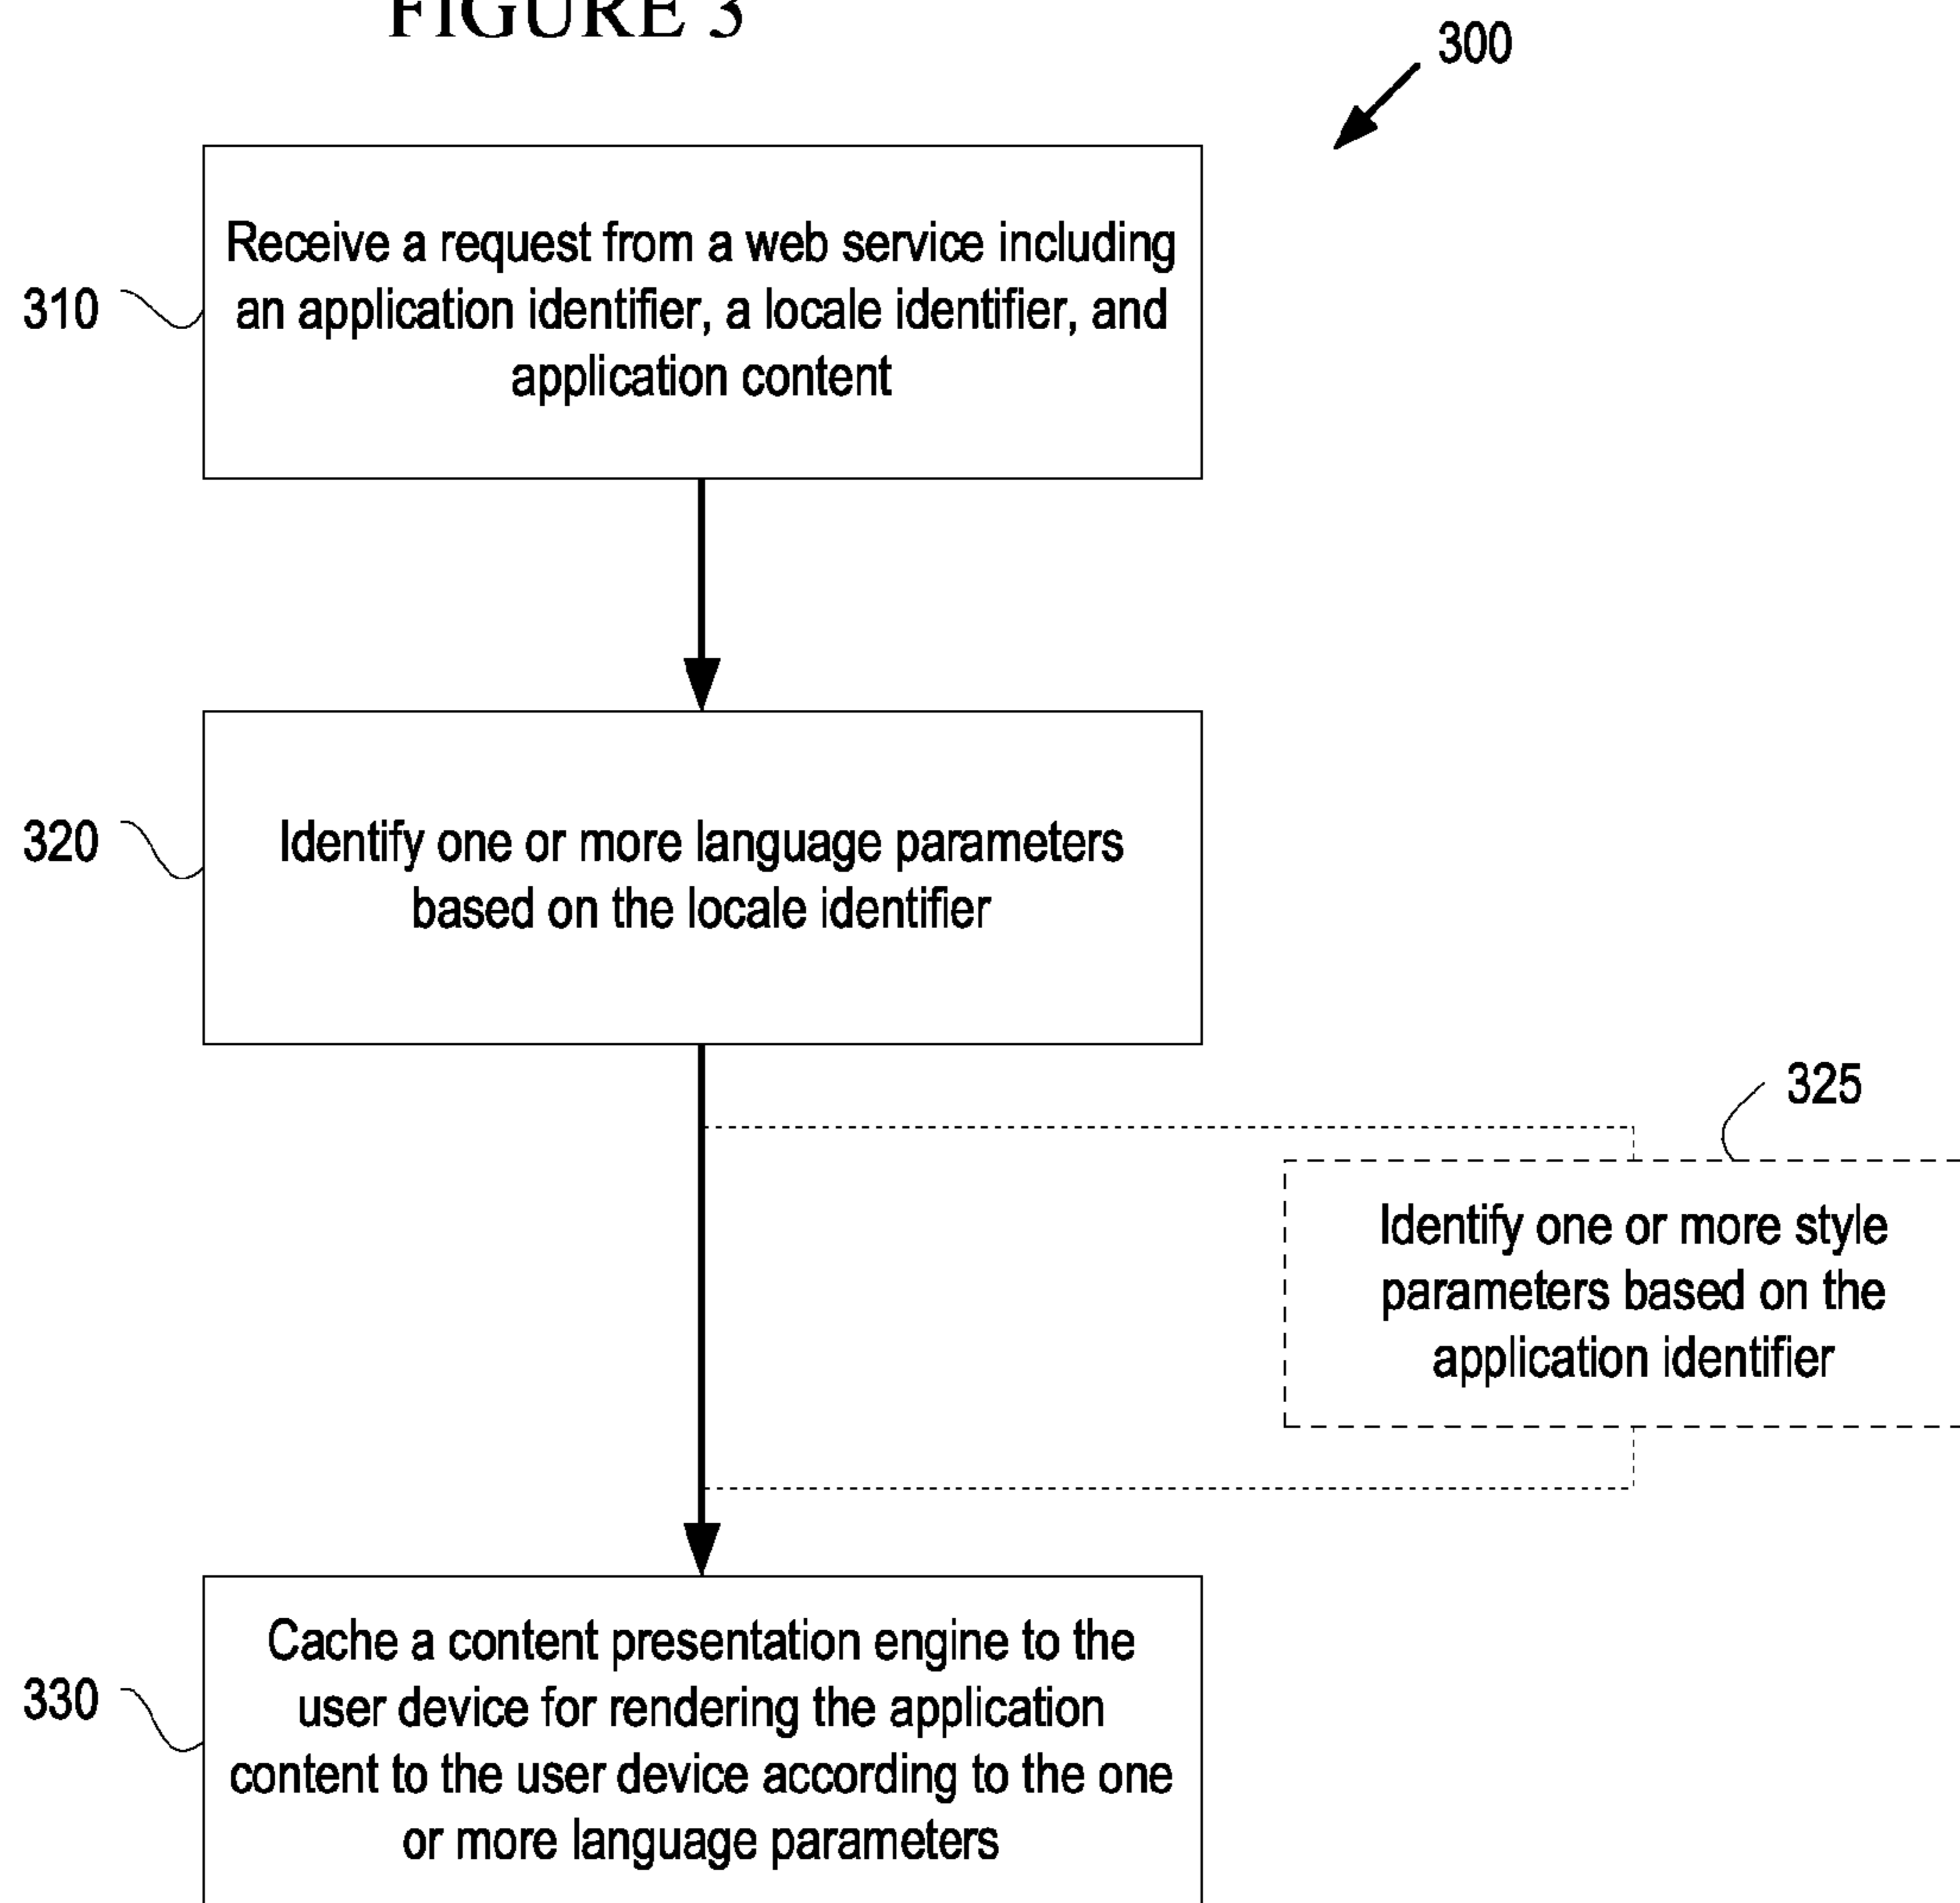 FIGURE 3
300
310
Receive a request from a web service including
an application identifier, a locale identifier, and
application content
320
Identify one or more language parameters
based on the locale identifier
325
Identify one or more style
parameters based on the
application identifier
330
Cache a content presentation engine to the
user device for rendering the application
content to the user device according to the one
or more language parameters